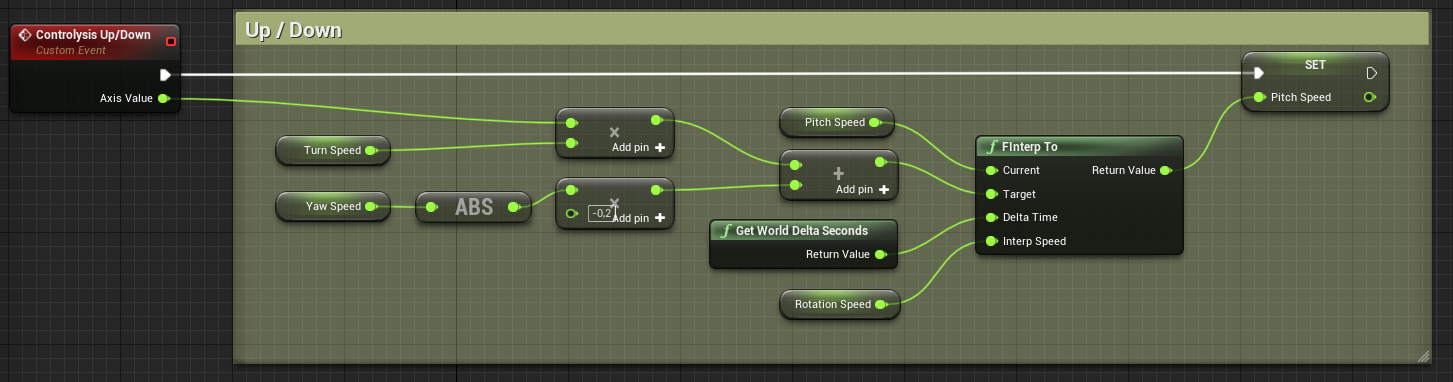 Controlysis Up/Down
Custom Event
Axis Value
Up / Down
Turn Speed
Yaw Speed
ABS
×
Add pin +
×
-0,2
Add pin +
Pitch Speed
+
Add pin +
f Get World Delta Seconds
Return Value
Rotation Speed
f FInterp To
Current
Return Value
Target
Delta Time
Interp Speed
SET
Pitch Speed